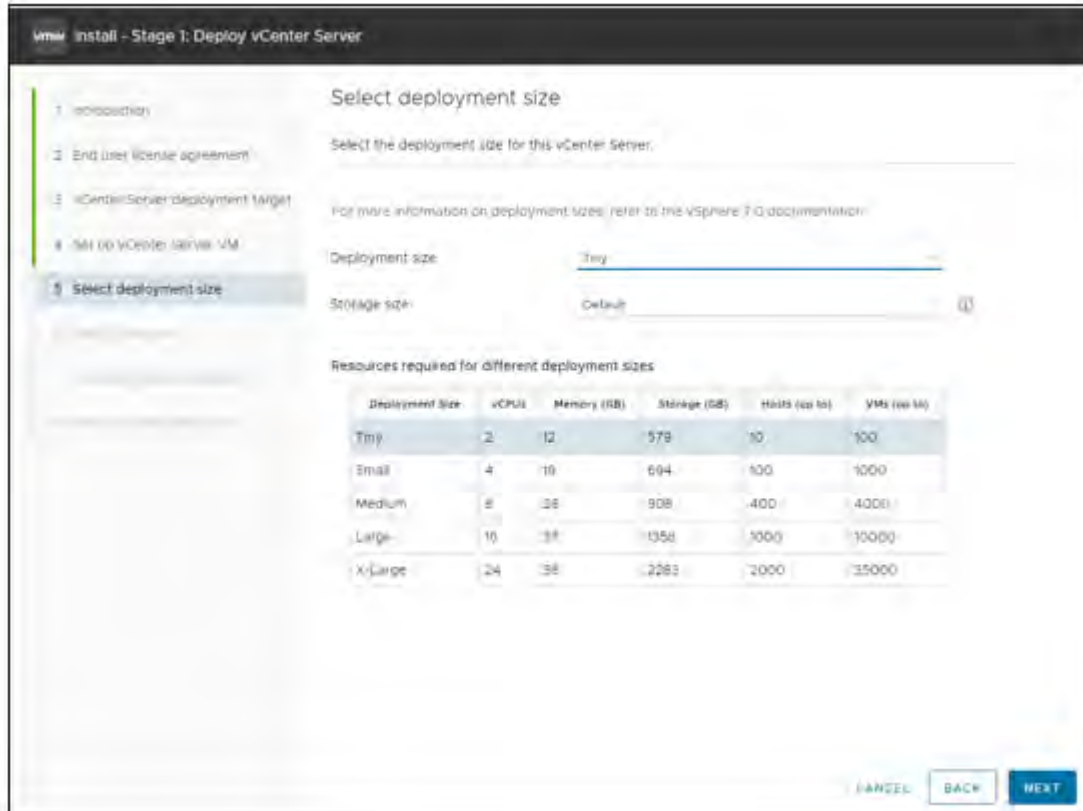 vmw Install - Stage 1: Deploy vCenter Server
1 Introduction
2 End user license agreement
3 vCenter Server deployment target
4 Set up vCenter Server VM
5 Select deployment size
Select deployment size
Select the deployment size for this vCenter Server.
For more information on deployment sizes, refer to the vSphere 7.0 documentation.
Deployment size Tiny
Storage size Default
Resources required for different deployment sizes
Deployment Size vCPUs Memory (GB) Storage (GB) Hosts (up to) VMs (up to)
Tiny 2 12 579 10 100
Small 4 19 694 100 1000
Medium 8 28 908 400 4000
Large 16 37 1358 1000 10000
X-Large 24 2283 2000 35000
CANCEL BACK NEXT